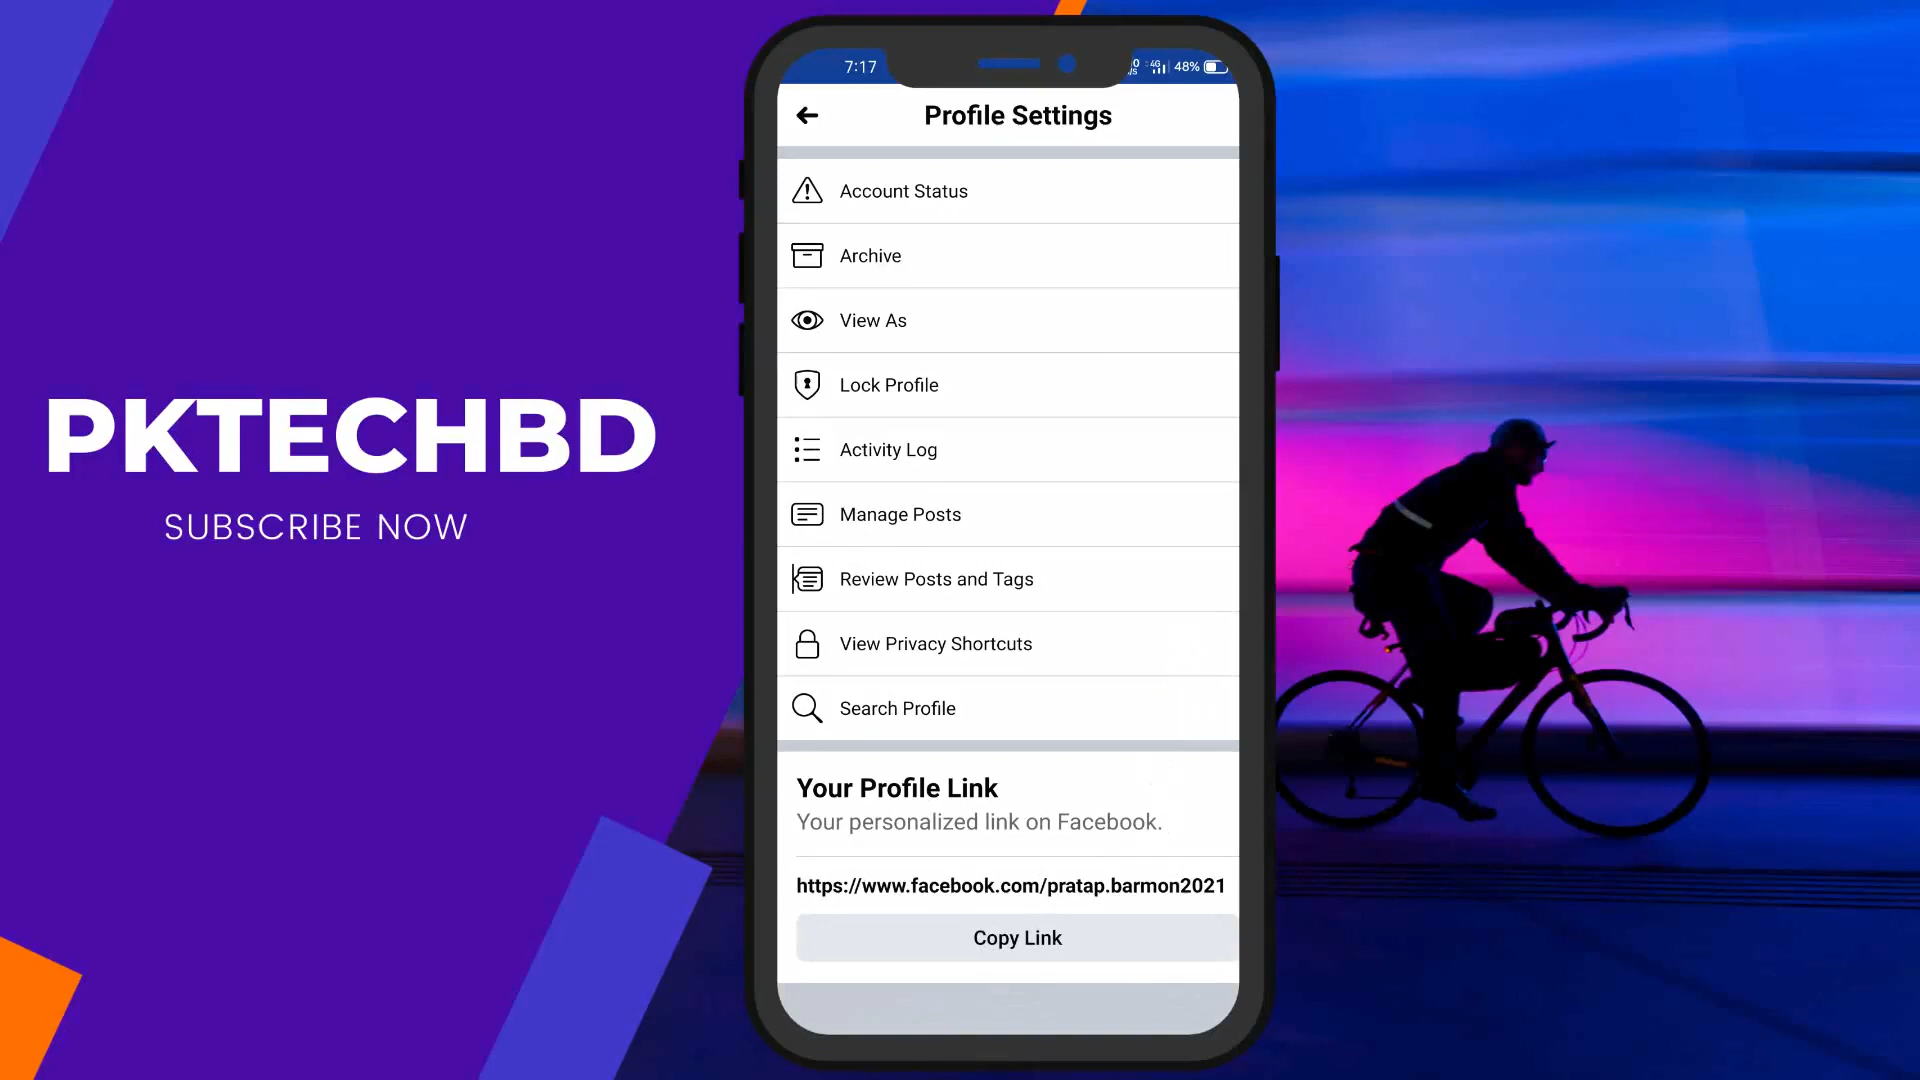 PKTECHBD
SUBSCRIBE NOW
7:17
4G
48%
Profile Settings
Account Status
Archive
View As
Lock Profile
Activity Log
Manage Posts
Review Posts and Tags
View Privacy Shortcuts
Search Profile
Your Profile Link
Your personalized link on Facebook.
https://www.facebook.com/pratap.barmon2021
Copy Link